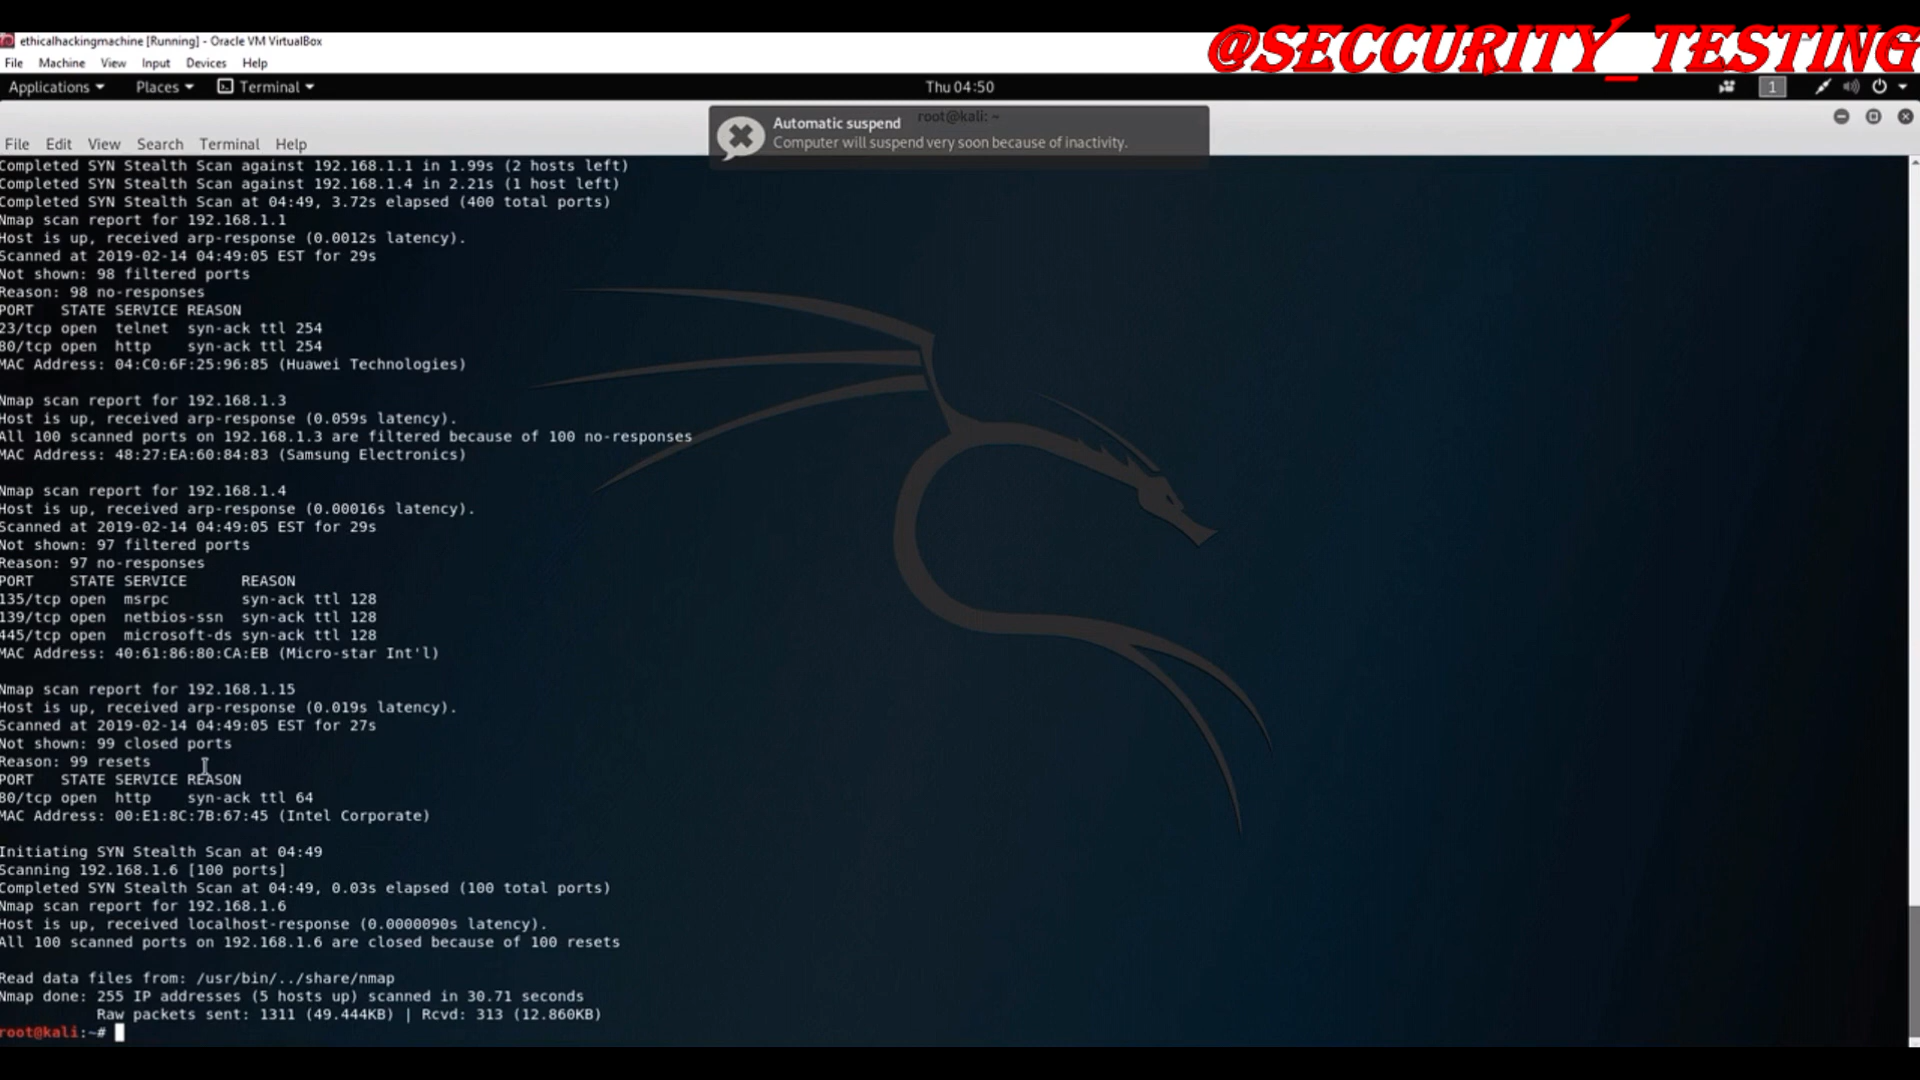 @SECCURITY_TESTING
ethicalhackingmachine [Running] - Oracle VM VirtualBox
File Machine View Input Devices Help
Applications Places Terminal Thu 04:50 1
root@kali: ~
Automatic suspend
Computer will suspend very soon because of inactivity.
File Edit View Search Terminal Help
Completed SYN Stealth Scan against 192.168.1.1 in 1.99s (2 hosts left)
Completed SYN Stealth Scan against 192.168.1.4 in 2.21s (1 host left)
Completed SYN Stealth Scan at 04:49, 3.72s elapsed (400 total ports)
Nmap scan report for 192.168.1.1
Host is up, received arp-response (0.0012s latency).
Scanned at 2019-02-14 04:49:05 EST for 29s
Not shown: 98 filtered ports
Reason: 98 no-responses
PORT STATE SERVICE REASON
23/tcp open telnet syn-ack ttl 254
80/tcp open http syn-ack ttl 254
MAC Address: 04:C0:6F:25:96:85 (Huawei Technologies)
Nmap scan report for 192.168.1.3
Host is up, received arp-response (0.059s latency).
All 100 scanned ports on 192.168.1.3 are filtered because of 100 no-responses
MAC Address: 48:27:EA:60:84:83 (Samsung Electronics)
Nmap scan report for 192.168.1.4
Host is up, received arp-response (0.00016s latency).
Scanned at 2019-02-14 04:49:05 EST for 29s
Not shown: 97 filtered ports
Reason: 97 no-responses
PORT STATE SERVICE REASON
135/tcp open msrpc syn-ack ttl 128
139/tcp open netbios-ssn syn-ack ttl 128
445/tcp open microsoft-ds syn-ack ttl 128
MAC Address: 40:61:86:80:CA:EB (Micro-star Int'l)
Nmap scan report for 192.168.1.15
Host is up, received arp-response (0.019s latency).
Scanned at 2019-02-14 04:49:05 EST for 27s
Not shown: 99 closed ports
Reason: 99 resets
PORT STATE SERVICE REASON
80/tcp open http syn-ack ttl 64
MAC Address: 00:E1:8C:7B:67:45 (Intel Corporate)
Initiating SYN Stealth Scan at 04:49
Scanning 192.168.1.6 [100 ports]
Completed SYN Stealth Scan at 04:49, 0.03s elapsed (100 total ports)
Nmap scan report for 192.168.1.6
Host is up, received localhost-response (0.0000090s latency).
All 100 scanned ports on 192.168.1.6 are closed because of 100 resets
Read data files from: /usr/bin/../share/nmap
Nmap done: 255 IP addresses (5 hosts up) scanned in 30.71 seconds
Raw packets sent: 1311 (49.444KB) | Rcvd: 313 (12.860KB)
root@kali:~#